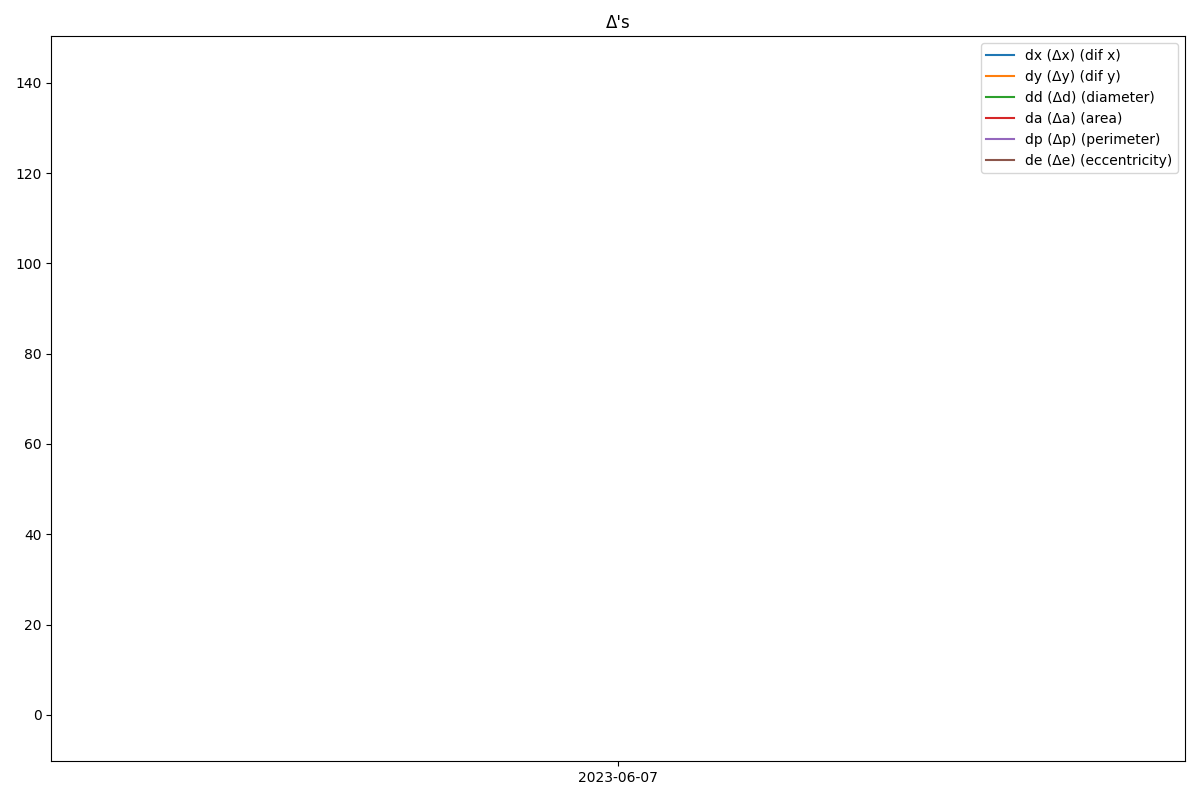 Δ's
dx (Δx) (dif x)
dy (Δy) (dif y)
dd (Δd) (diameter)
da (Δa) (area)
dp (Δp) (perimeter)
de (Δe) (eccentricity)
140
120
100
80
60
40
20
0
2023-06-07